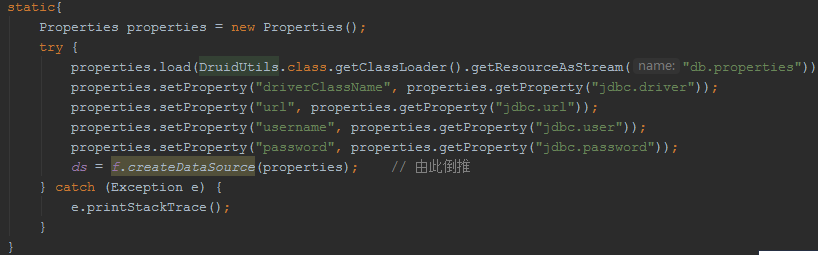 static{
Properties properties = new Properties();
try {
properties.load(DruidUtils.class.getClassLoader().getResourceAsStream( name: "db.properties"))
properties.setProperty("driverClassName", properties.getProperty("jdbc.driver"));
properties.setProperty("url", properties.getProperty("jdbc.url"));
properties.setProperty("username", properties.getProperty("jdbc.user"));
properties.setProperty("password", properties.getProperty("jdbc.password"));
ds = f.createDataSource(properties); // 由此倒推
} catch (Exception e) {
e.printStackTrace();
}
}